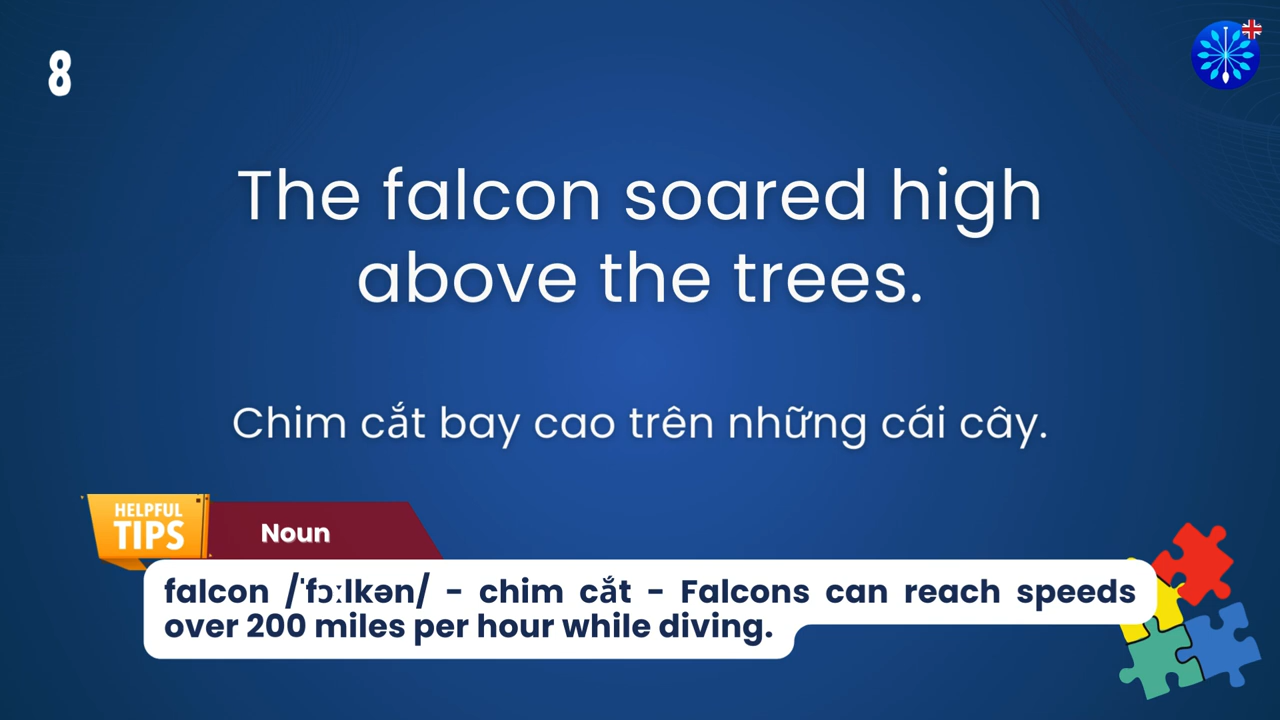 8
The falcon soared high
above the trees.
Chim cắt bay cao trên những cái cây.
HELPFUL
TIPS
Noun
falcon /ˈfɔːlkən/ - chim cắt - Falcons can reach speeds
over 200 miles per hour while diving.